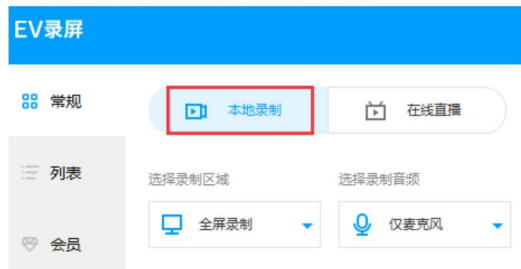 EV录屏
常规
本地录制
在线直播
列表
选择录制区域
选择录制音频
全屏录制
仅麦克风
会员